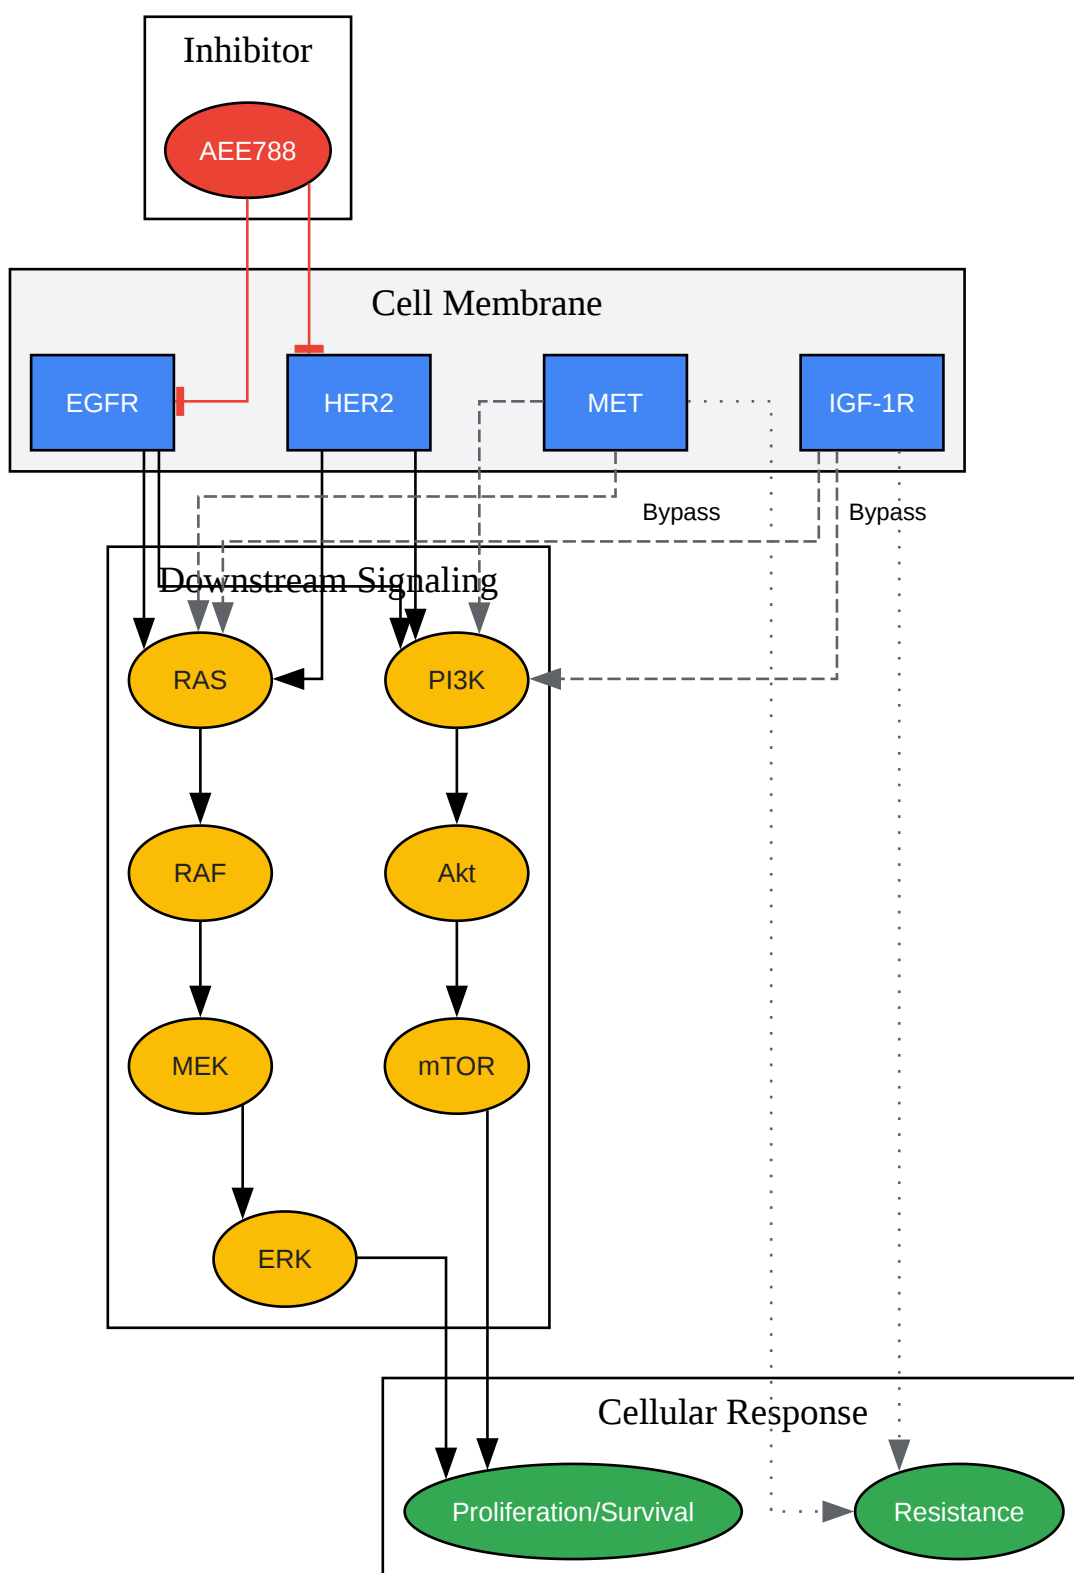 Inhibitor
AEE788
Cell Membrane
EGFR
HER2
MET
IGF-1R
Bypass
Bypass
Downstream Signaling
RAS
PI3K
RAF
Akt
MEK
mTOR
ERK
Cellular Response
Proliferation/Survival
Resistance